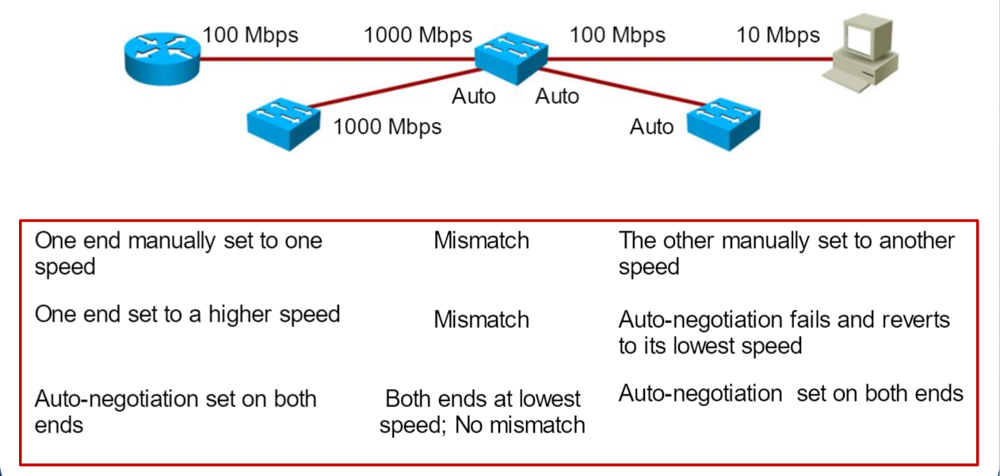 100 Mbps
1000 Mbps
100 Mbps
10 Mbps
Auto
Auto
1000 Mbps
Auto
One end manually set to one
speed
Mismatch
The other manually set to another
speed
One end set to a higher speed
Mismatch
Auto-negotiation fails and reverts
to its lowest speed
Auto-negotiation set on both
ends
Both ends at lowest
speed; No mismatch
Auto-negotiation set on both ends